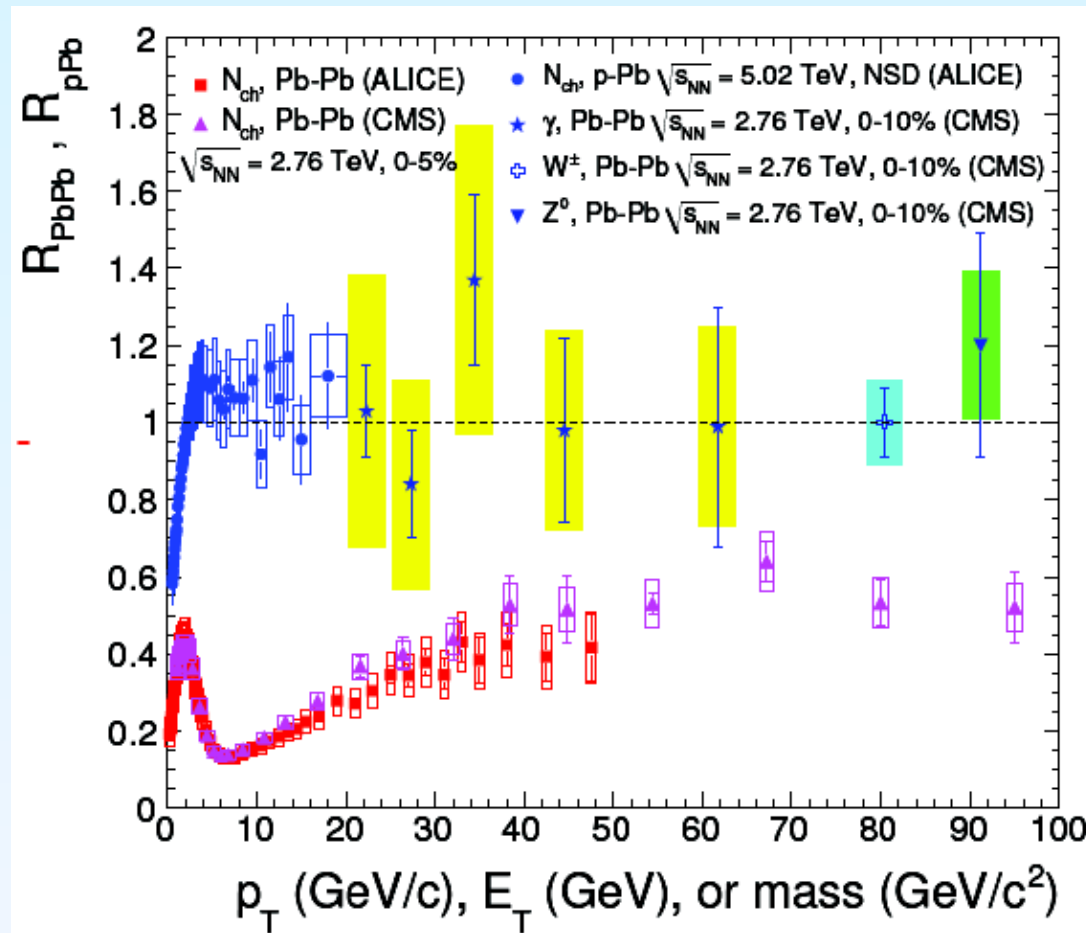 R_PbPb , R_pPb
2
1.8
1.6
1.4
1.2
1
0.8
0.6
0.4
0.2
0
N_ch, Pb-Pb (ALICE)
N_ch, Pb-Pb (CMS)
√s_NN = 2.76 TeV, 0-5%
N_ch, p-Pb √s_NN = 5.02 TeV, NSD (ALICE)
γ, Pb-Pb √s_NN = 2.76 TeV, 0-10% (CMS)
W±, Pb-Pb √s_NN = 2.76 TeV, 0-10% (CMS)
Z⁰, Pb-Pb √s_NN = 2.76 TeV, 0-10% (CMS)
0 10 20 30 40 50 60 70 80 90 100
p_T (GeV/c), E_T (GeV), or mass (GeV/c²)